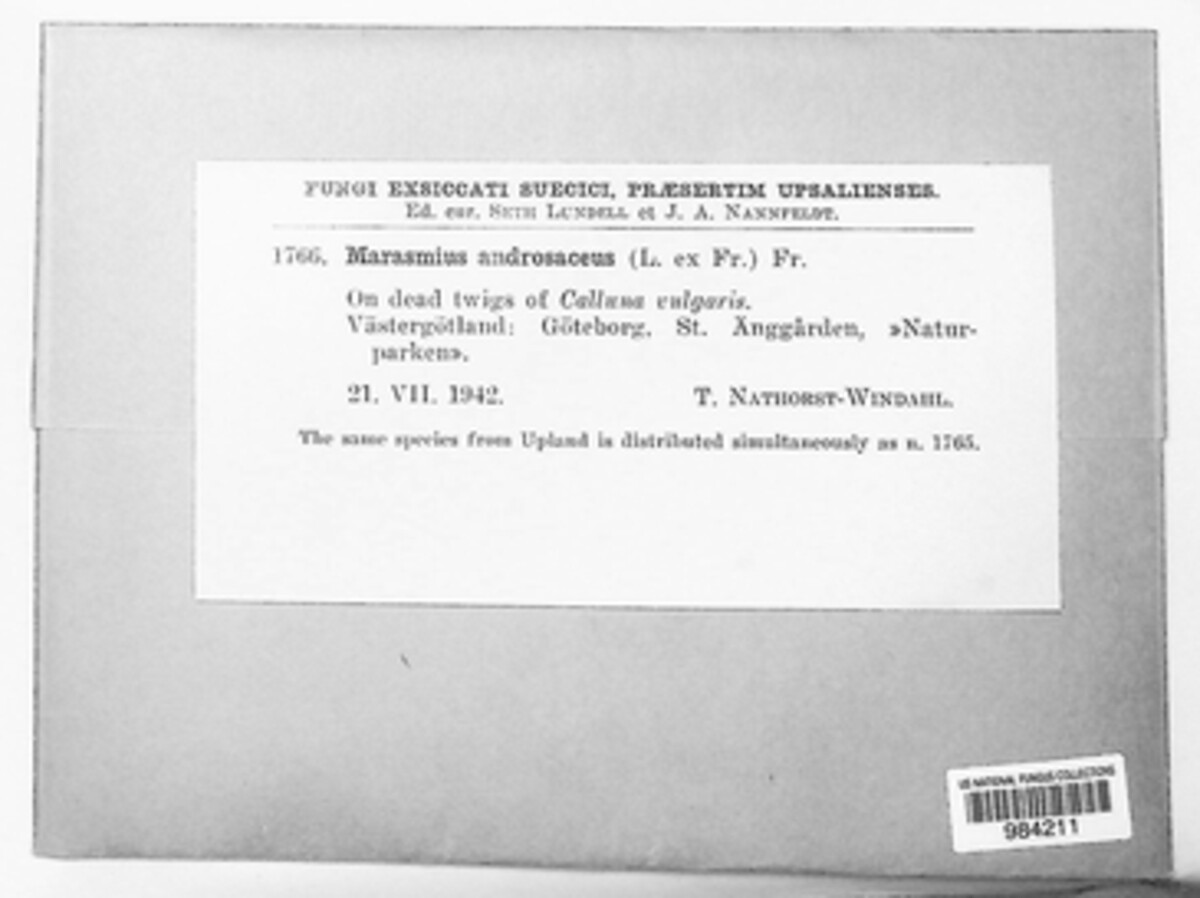 FUNGI EXSICCATI SUECICI, PRÆSERTIM UPSALIENSES.
Ed. cur. SETH LUNDELL et J. A. NANNFELDT.
1766. Marasmius androsaceus (L. ex Fr.) Fr.
On dead twigs of Calluna vulgaris.
Västergötland: Göteborg, St. Änggården, »Natur-
parken».
21. VII. 1942. T. NATHORST-WINDAHL.
The same species from Upland is distributed simultaneously as n. 1765.
US NATIONAL FUNGUS COLLECTIONS
984211